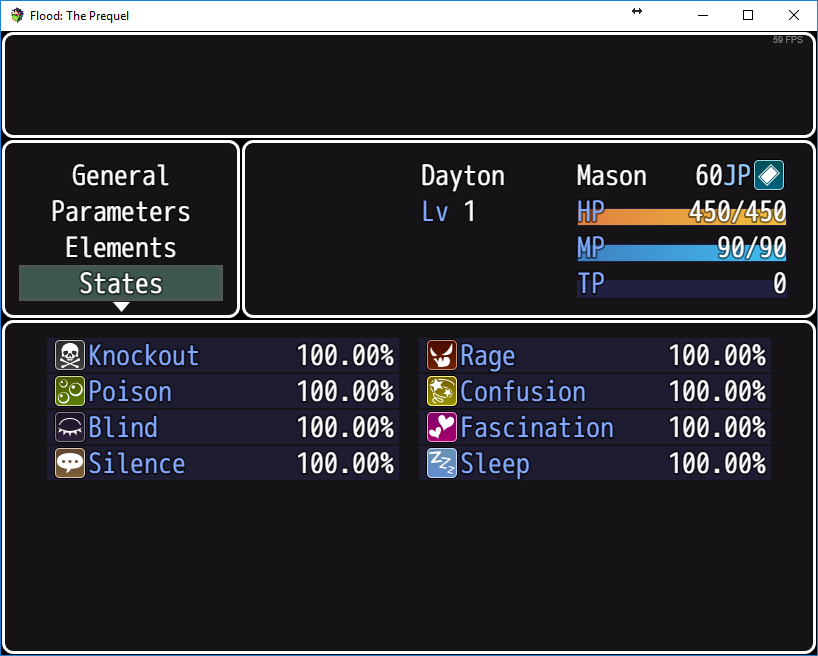 Flood: The Prequel
59 FPS
General
Parameters
Elements
States
Dayton Mason 60JP
Lv 1 HP 450/450
MP 90/90
TP 0
Knockout 100.00% Rage 100.00%
Poison 100.00% Confusion 100.00%
Blind 100.00% Fascination 100.00%
Silence 100.00% Sleep 100.00%